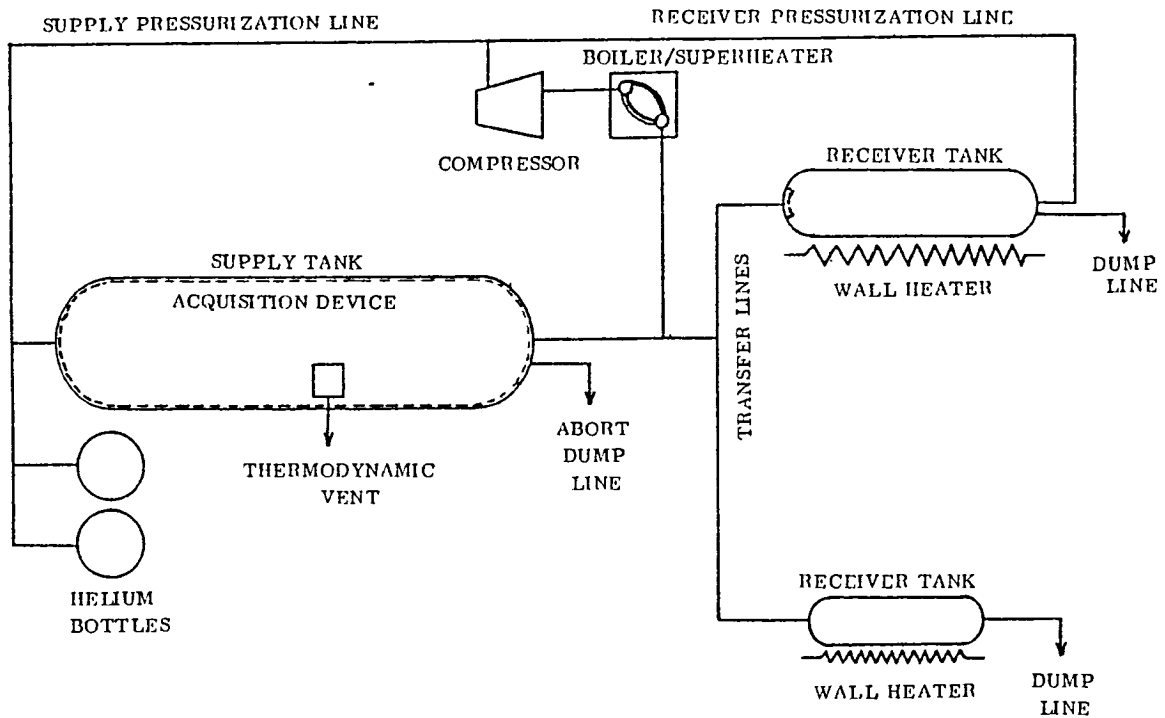 SUPPLY PRESSURIZATION LINE
RECEIVER PRESSURIZATION LINE
BOILER/SUPERHEATER
COMPRESSOR
RECEIVER TANK
WALL HEATER
DUMP
LINE
SUPPLY TANK
ACQUISITION DEVICE
TRANSFER LINES
THERMODYNAMIC
VENT
ABORT
DUMP
LINE
HELIUM
BOTTLES
RECEIVER TANK
WALL HEATER
DUMP
LINE